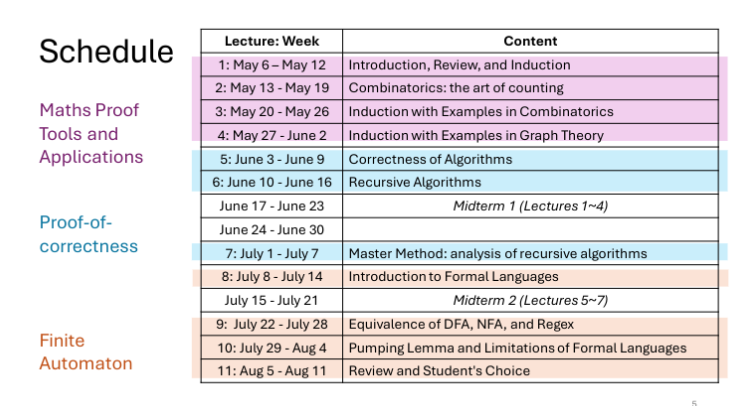 Schedule
Lecture: Week Content
1: May 6 – May 12 Introduction, Review, and Induction
2: May 13 - May 19 Combinatorics: the art of counting
Maths Proof
Tools and
Applications
3: May 20 - May 26 Induction with Examples in Combinatorics
4: May 27 - June 2 Induction with Examples in Graph Theory
5: June 3 - June 9 Correctness of Algorithms
6: June 10 - June 16 Recursive Algorithms
June 17 - June 23 Midterm 1 (Lectures 1~4)
Proof-of-
correctness
June 24 - June 30
7: July 1 - July 7 Master Method: analysis of recursive algorithms
8: July 8 - July 14 Introduction to Formal Languages
July 15 - July 21 Midterm 2 (Lectures 5~7)
Finite
Automaton
9:  July 22 - July 28 Equivalence of DFA, NFA, and Regex
10: July 29 - Aug 4 Pumping Lemma and Limitations of Formal Languages
11: Aug 5 - Aug 11 Review and Student's Choice
5